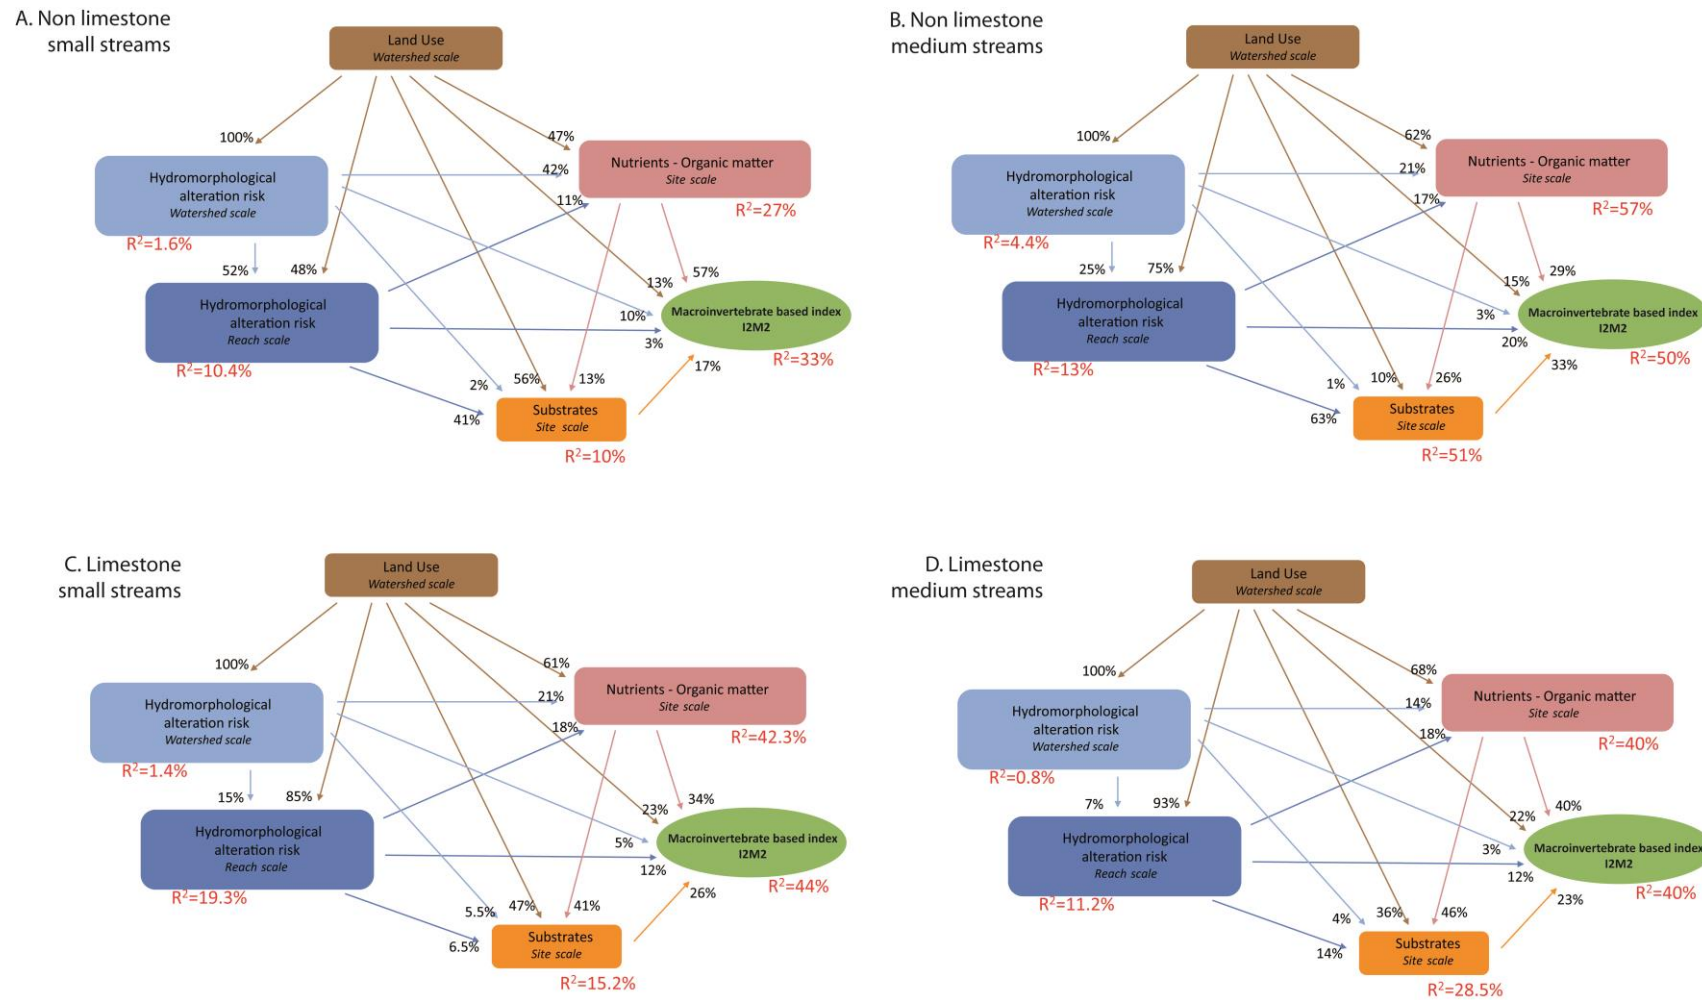 A. Non limestone
small streams
Land Use
Watershed scale
100%
47%
Hydromorphological
alteration risk
Watershed scale
R²=1.6%
42%
Nutrients - Organic matter
Site scale
R²=27%
11%
52%
48%
Hydromorphological
alteration risk
Reach scale
R²=10.4%
13%
57%
10%
3%
Macroinvertebrate based index
I2M2
R²=33%
17%
2%
56%
13%
41%
Substrates
Site scale
R²=10%
B. Non limestone
medium streams
Land Use
Watershed scale
100%
62%
Hydromorphological
alteration risk
Watershed scale
R²=4.4%
21%
Nutrients - Organic matter
Site scale
R²=57%
17%
25%
75%
Hydromorphological
alteration risk
Reach scale
R²=13%
15%
29%
3%
20%
Macroinvertebrate based index
I2M2
R²=50%
33%
1%
10%
26%
63%
Substrates
Site scale
R²=51%
C. Limestone
small streams
Land Use
Watershed scale
100%
61%
Hydromorphological
alteration risk
Watershed scale
R²=1.4%
21%
Nutrients - Organic matter
Site scale
R²=42.3%
18%
15%
85%
Hydromorphological
alteration risk
Reach scale
R²=19.3%
23%
34%
5%
12%
Macroinvertebrate based index
I2M2
R²=44%
26%
5.5%
47%
41%
6.5%
Substrates
Site scale
R²=15.2%
D. Limestone
medium streams
Land Use
Watershed scale
100%
68%
Hydromorphological
alteration risk
Watershed scale
R²=0.8%
14%
Nutrients - Organic matter
Site scale
R²=40%
18%
7%
93%
Hydromorphological
alteration risk
Reach scale
R²=11.2%
22%
40%
3%
12%
Macroinvertebrate based index
I2M2
R²=40%
23%
4%
36%
46%
14%
Substrates
Site scale
R²=28.5%